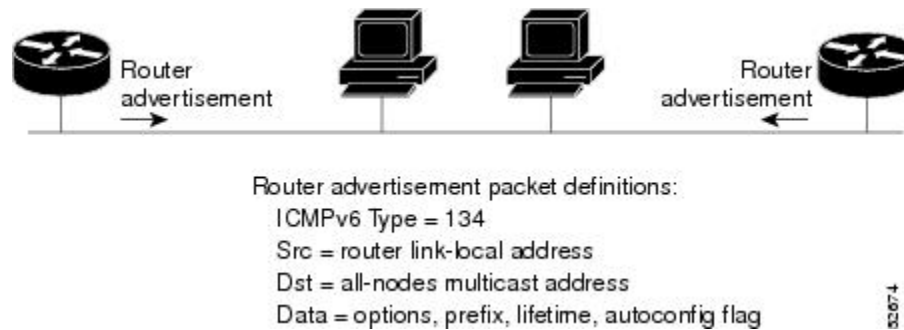 Router
advertisement
Router
advertisement
Router advertisement packet definitions:
ICMPv6 Type = 134
Src = router link-local address
Dst = all-nodes multicast address
Data = options, prefix, lifetime, autoconfig flag
52674